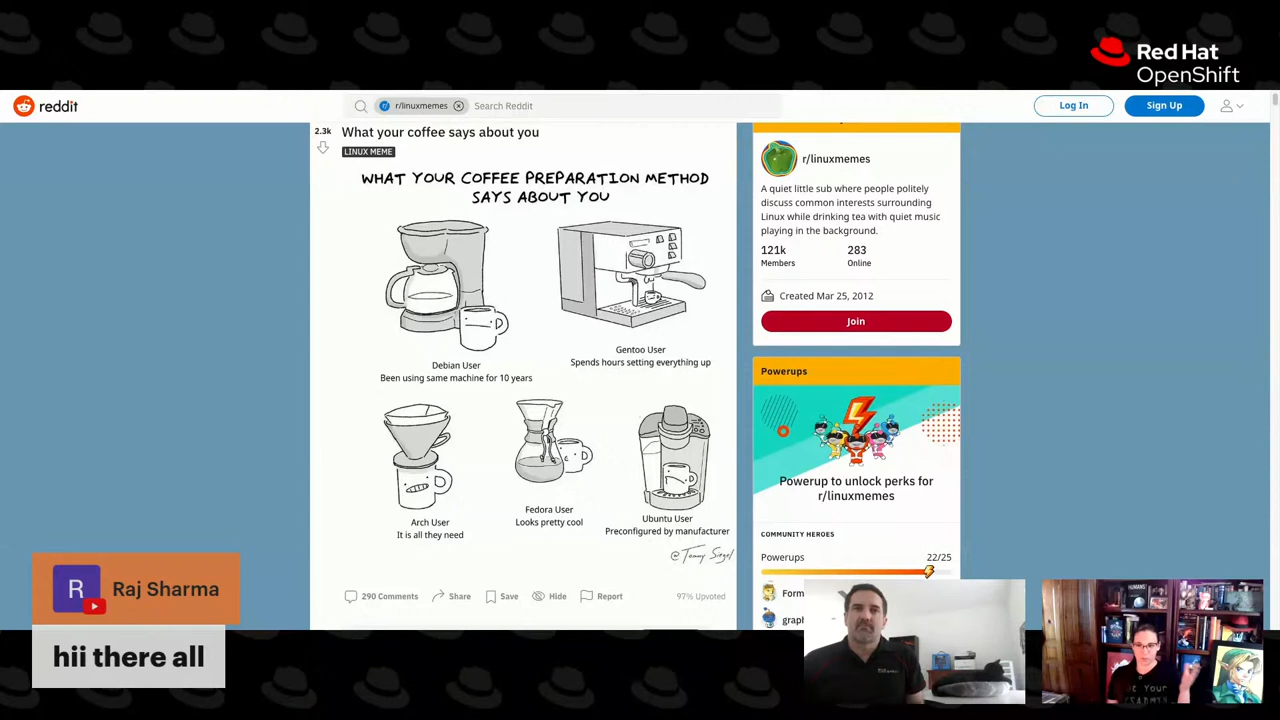 Red Hat
OpenShift
reddit
r/linuxmemes
Search Reddit
Log In
Sign Up
2.3k
What your coffee says about you
LINUX MEME
WHAT YOUR COFFEE PREPARATION METHOD
SAYS ABOUT YOU
Debian User
Been using same machine for 10 years
Gentoo User
Spends hours setting everything up
Arch User
It is all they need
Fedora User
Looks pretty cool
Ubuntu User
Preconfigured by manufacturer
290 Comments
Share
Save
Hide
Report
97% Upvoted
r/linuxmemes
A quiet little sub where people politely
discuss common interests surrounding
Linux while drinking tea with quiet music
playing in the background.
121k
Members
283
Online
Created Mar 25, 2012
Join
Powerups
Powerup to unlock perks for
r/linuxmemes
COMMUNITY HEROES
Powerups
22/25
Form
grap
R
Raj Sharma
hii there all
HUMANS
YOUR